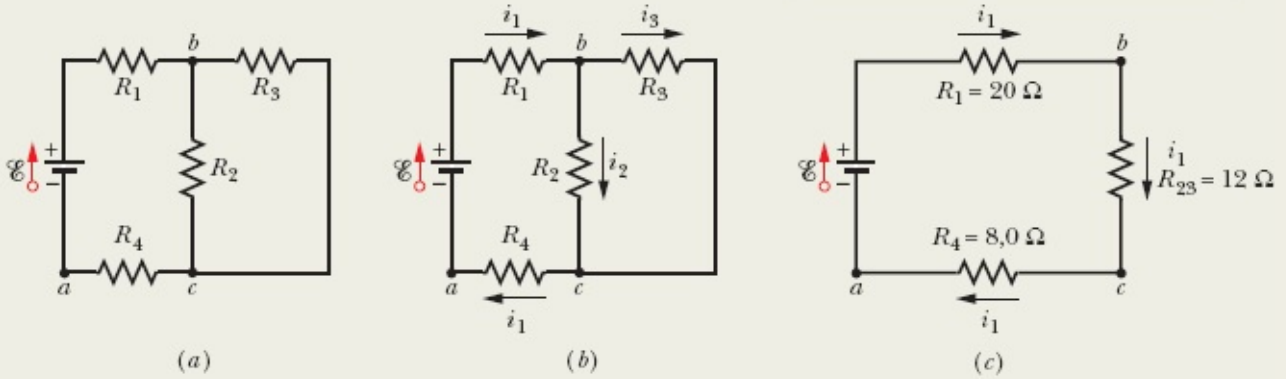 b
R₁
R₃
ℰ
+
−
R₂
R₄
a
c
(a)
i₁
i₃
b
R₁
R₃
ℰ
+
−
R₂
i₂
R₄
a
c
i₁
(b)
i₁
b
R₁ = 20 Ω
ℰ
+
−
i₁
R₂₃ = 12 Ω
R₄ = 8,0 Ω
a
c
i₁
(c)